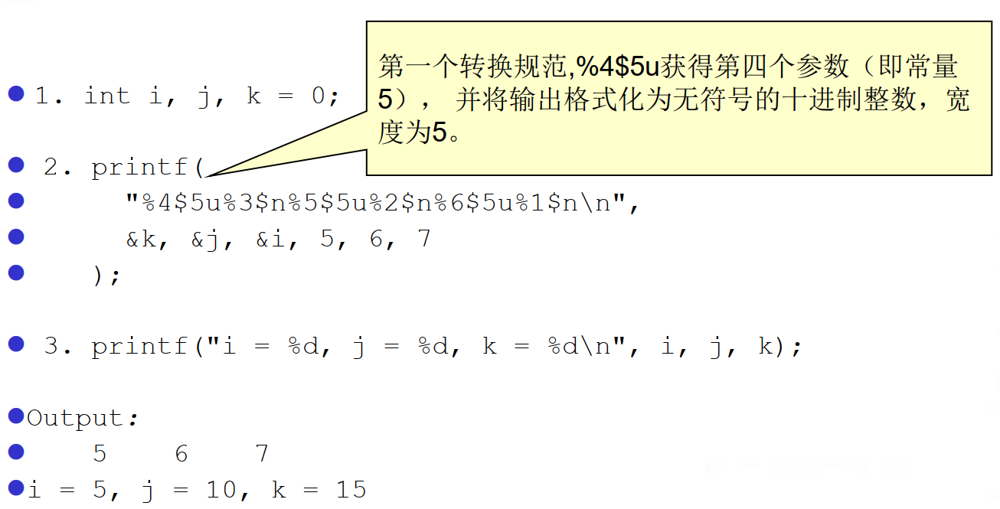 第一个转换规范,%4$5u获得第四个参数（即常量
5）， 并将输出格式化为无符号的十进制整数，宽
度为5。
1. int i, j, k = 0;
2. printf(
"%4$5u%3$n%5$5u%2$n%6$5u%1$n\n",
&k, &j, &i, 5, 6, 7
);
3. printf("i = %d, j = %d, k = %d\n", i, j, k);
Output:
5 6 7
i = 5, j = 10, k = 15